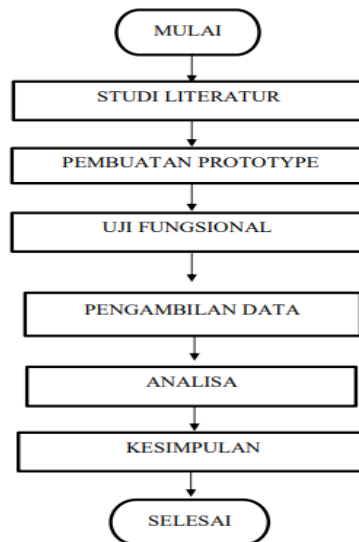 MULAI
STUDI LITERATUR
PEMBUATAN PROTOTYPE
UJI FUNGSIONAL
PENGAMBILAN DATA
ANALISA
KESIMPULAN
SELESAI